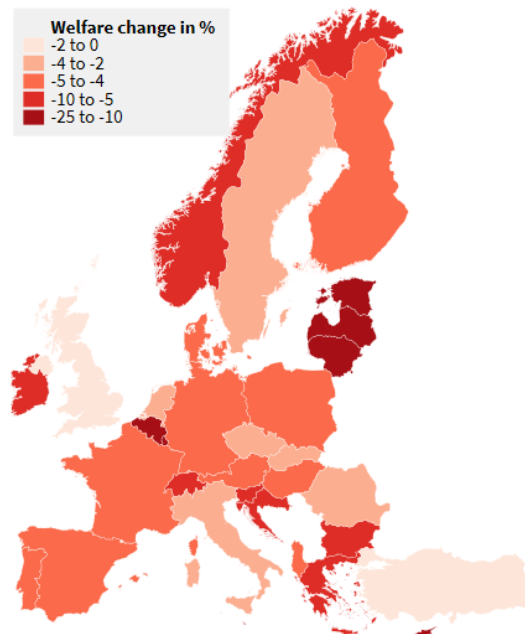 Welfare change in %
-2 to 0
-4 to -2
-5 to -4
-10 to -5
-25 to -10